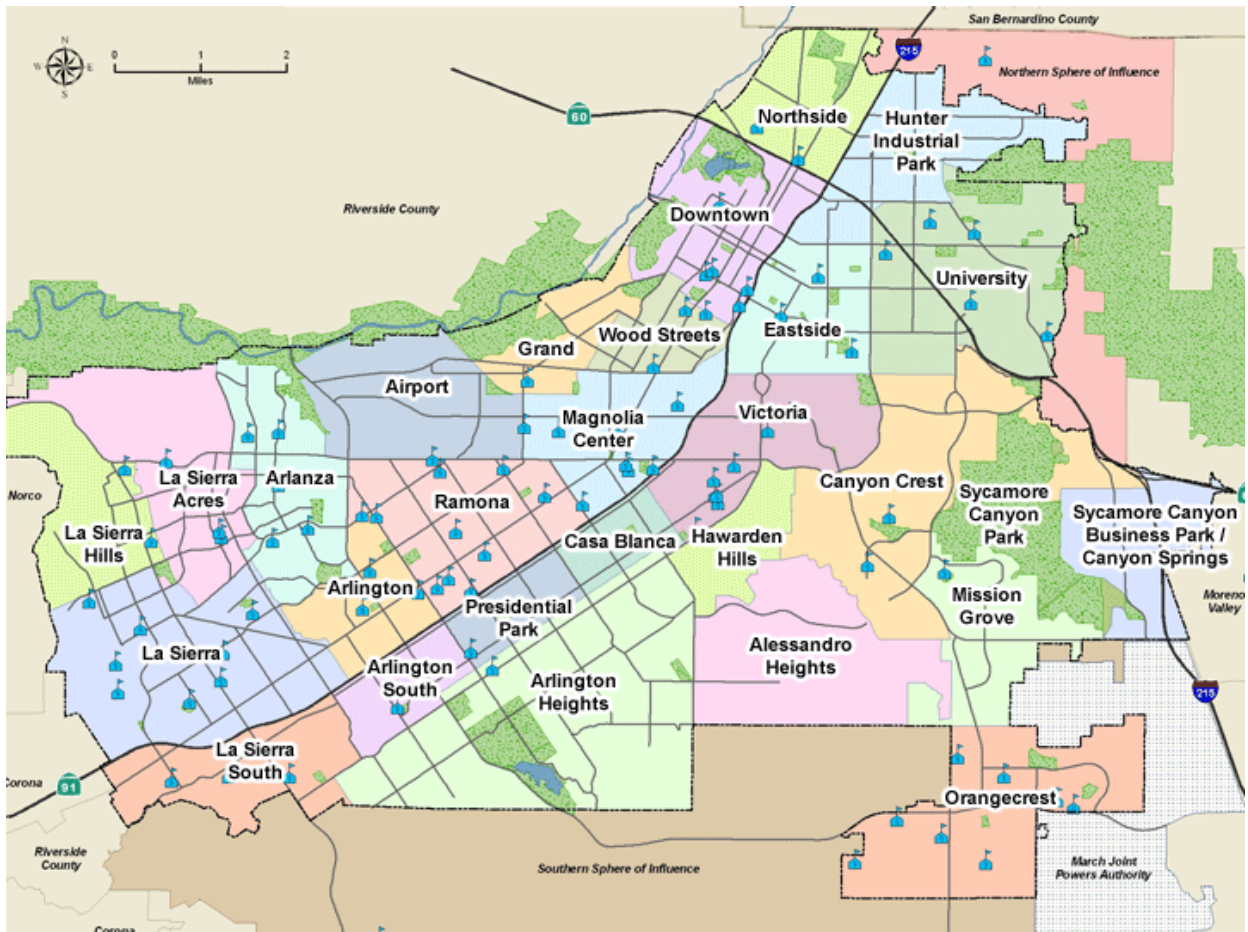 San Bernardino County
N
W E
S
0 1 2
Miles
215
Northern Sphere of Influence
60
Northside
Hunter
Industrial
Park
Riverside County
Downtown
University
Wood Streets
Eastside
Grand
Airport
Magnolia
Center
Victoria
Norco
La Sierra
Acres
Arlanza
Ramona
Canyon Crest
La Sierra
Hills
Casa Blanca
Hawarden
Hills
Sycamore
Canyon
Park
Sycamore Canyon
Business Park /
Canyon Springs
Arlington
Presidential
Park
Mission
Grove
Moreno
Valley
La Sierra
Arlington
South
Arlington
Heights
Alessandro
Heights
215
La Sierra
South
Corona
91
Orangecrest
Riverside
County
Southern Sphere of Influence
March Joint
Powers Authority
Corona